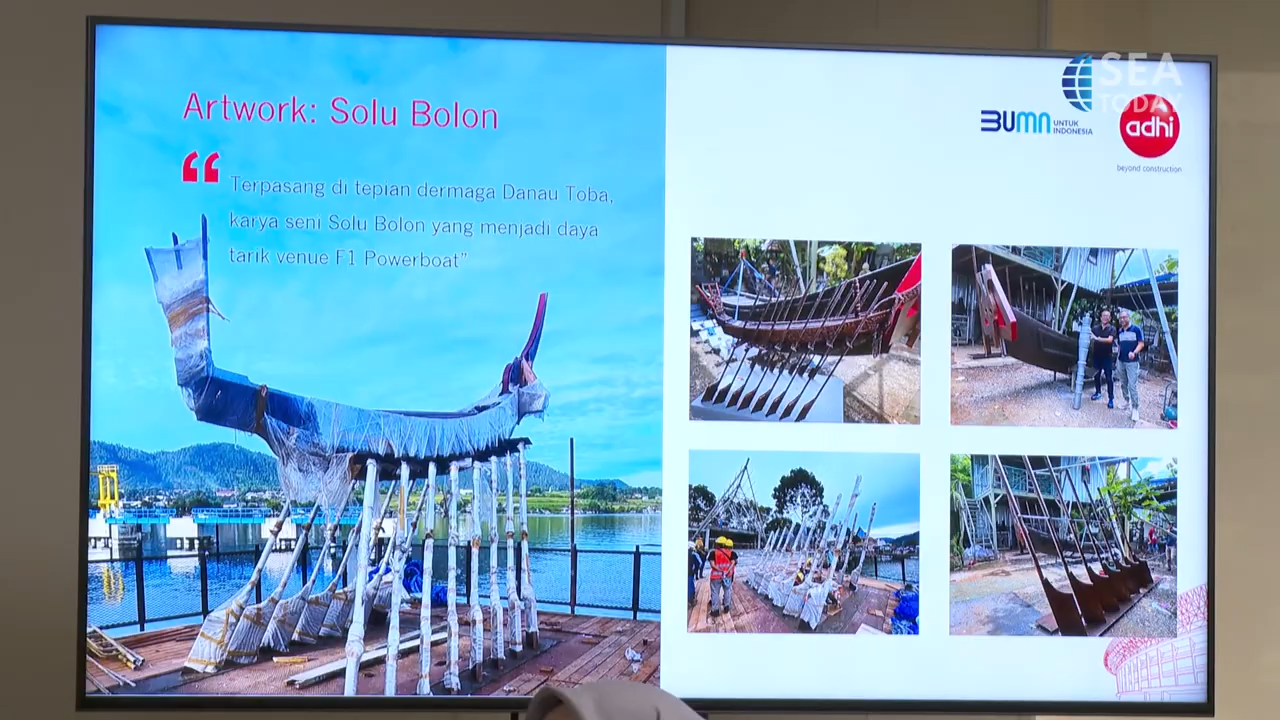 Artwork: Solu Bolon
“ Terpasang di tepian dermaga Danau Toba,
karya seni Solu Bolon yang menjadi daya
tarik venue F1 Powerboat”
SEA
TODAY
BUMN UNTUK
INDONESIA
adhi
beyond construction